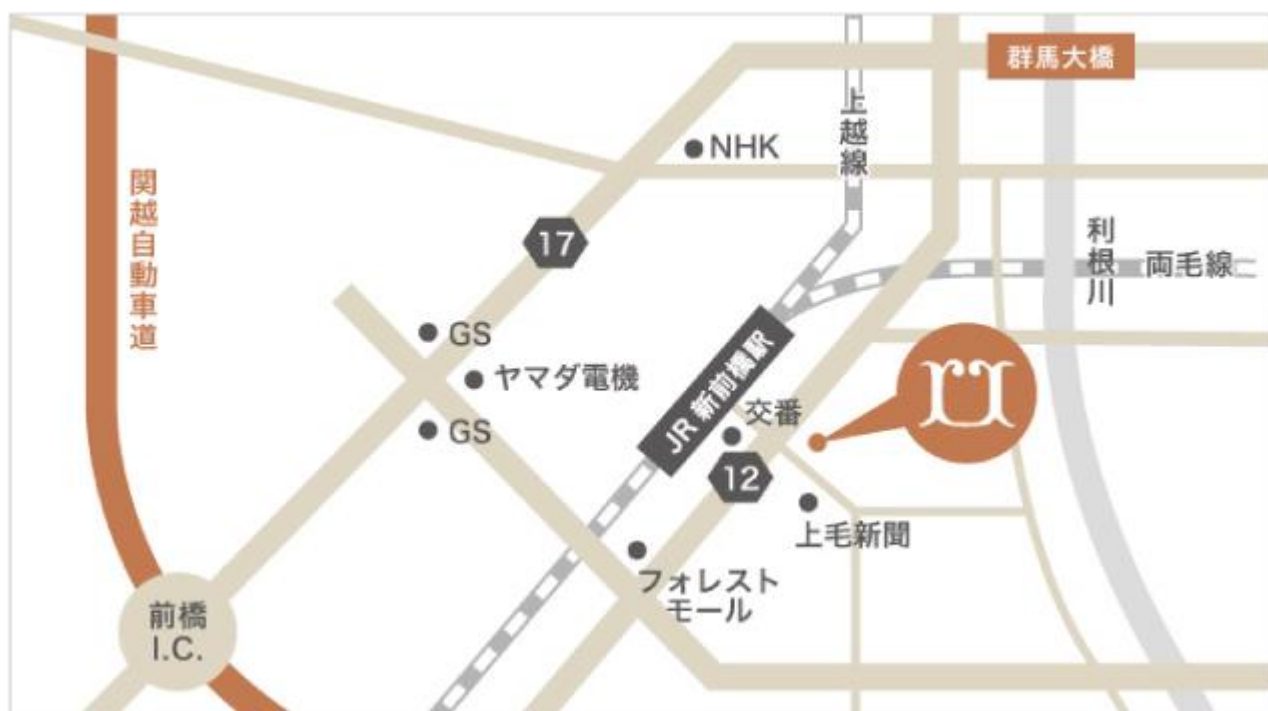 群馬大橋
上越線
NHK
関越自動車道
17
利根川
両毛線
GS
ヤマダ電機
JR 新前橋駅
交番
GS
12
上毛新聞
フォレスト
モール
前橋
I.C.